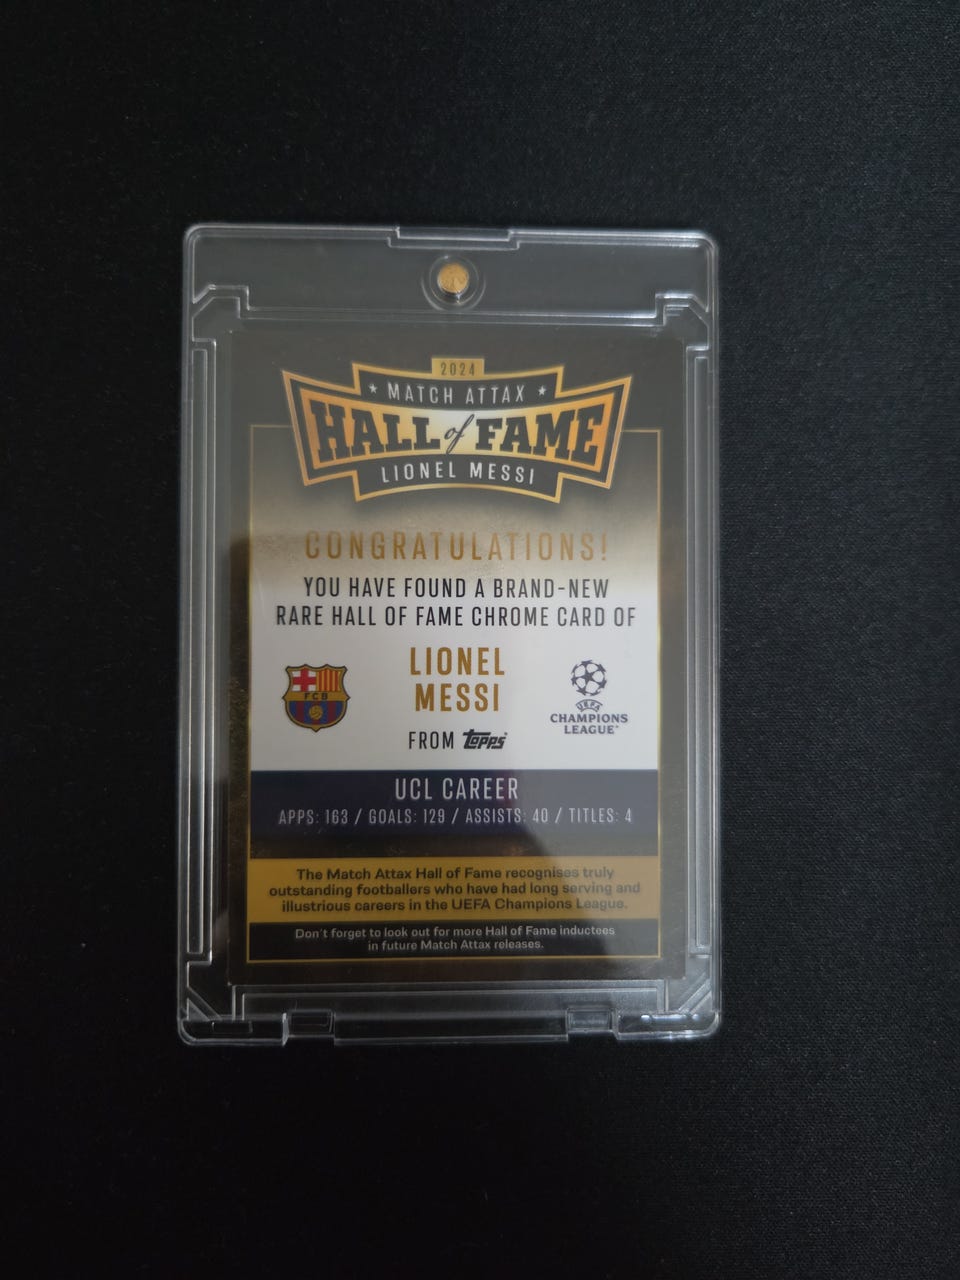 2024
★ MATCH ATTAX ★
HALL of FAME
LIONEL MESSI
CONGRATULATIONS!
YOU HAVE FOUND A BRAND-NEW
RARE HALL OF FAME CHROME CARD OF
LIONEL
MESSI
FCB
UEFA
CHAMPIONS
LEAGUE®
FROM Topps®
UCL CAREER
APPS: 163 / GOALS: 129 / ASSISTS: 40 / TITLES: 4
The Match Attax Hall of Fame recognises truly
outstanding footballers who have had long serving and
illustrious careers in the UEFA Champions League.
Don't forget to look out for more Hall of Fame inductees
in future Match Attax releases.